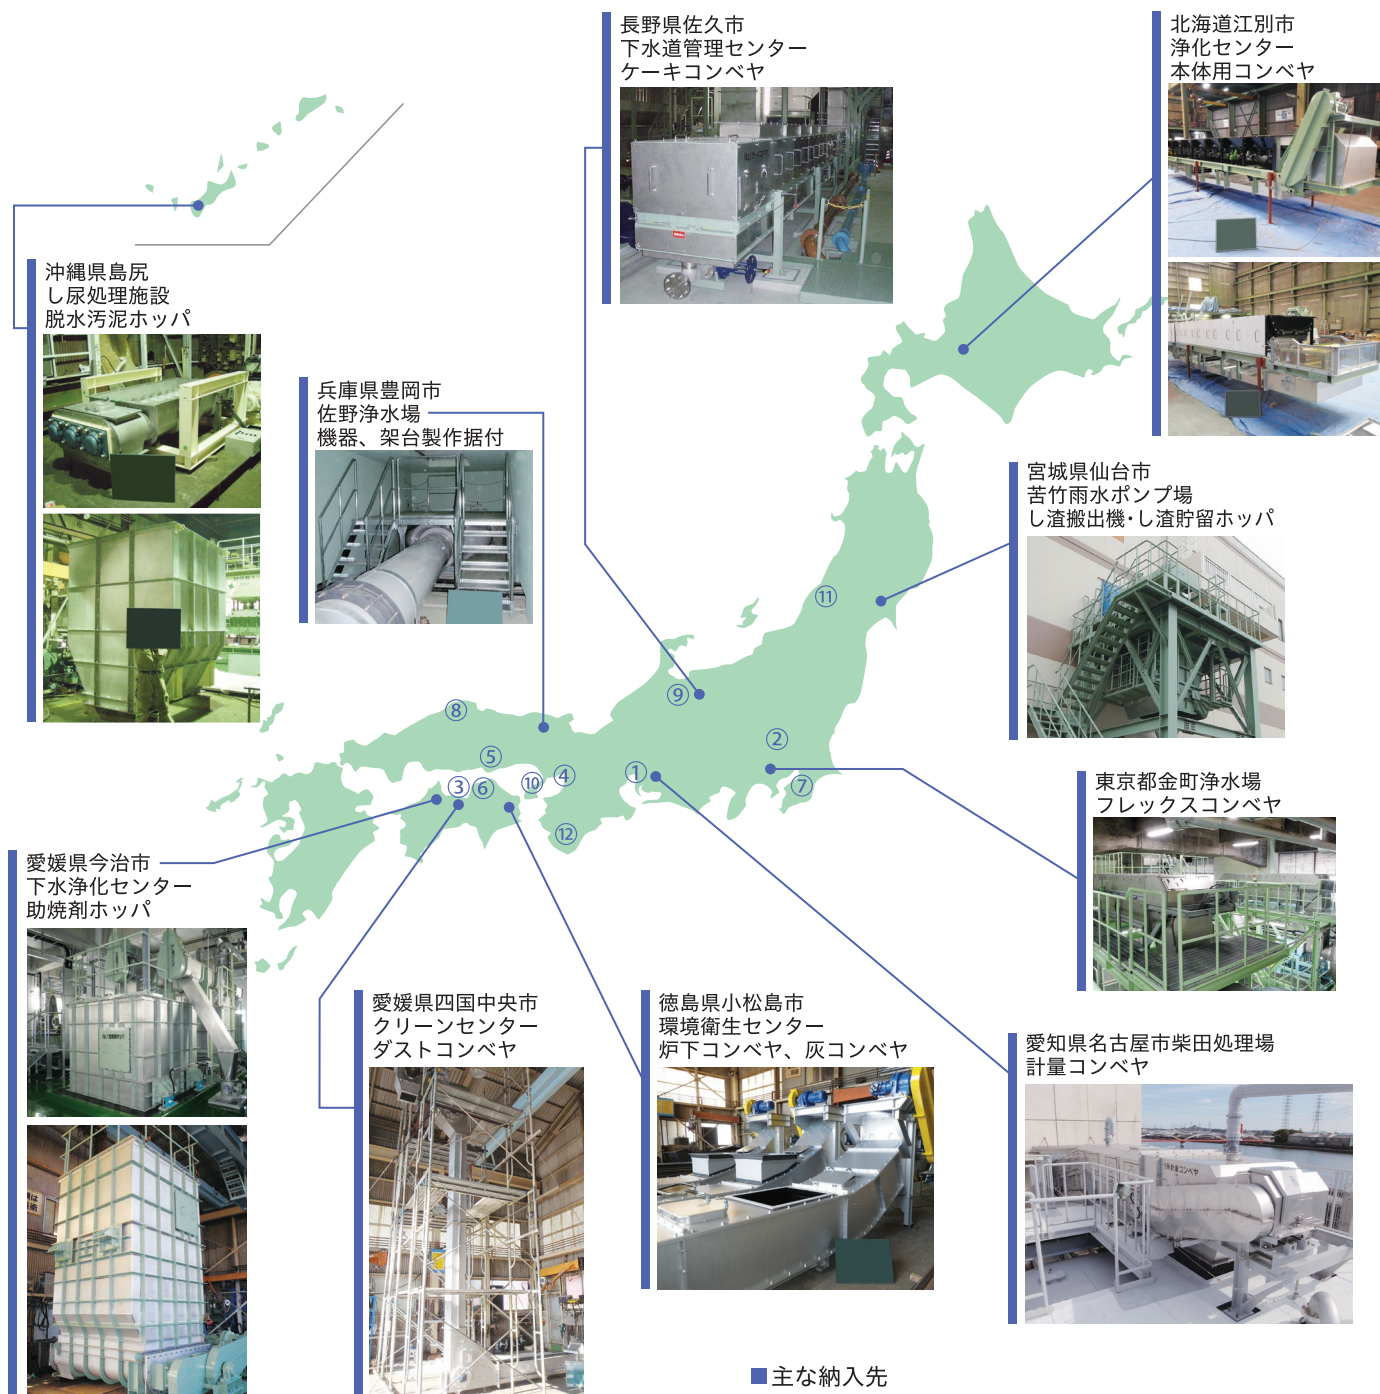 長野県佐久市
下水道管理センター
ケーキコンベヤ
北海道江別市
浄化センター
本体用コンベヤ
沖縄県島尻
し尿処理施設
脱水汚泥ホッパ
兵庫県豊岡市
佐野浄水場
機器、架台製作据付
宮城県仙台市
苦竹雨水ポンプ場
し渣搬出機・し渣貯留ホッパ
⑪
⑨
⑧
②
⑤
④
①
⑩
③
⑥
⑦
⑫
東京都金町浄水場
フレックスコンベヤ
愛媛県今治市
下水浄化センター
助焼剤ホッパ
愛媛県四国中央市
クリーンセンター
ダストコンベヤ
徳島県小松島市
環境衛生センター
炉下コンベヤ、灰コンベヤ
愛知県名古屋市柴田処理場
計量コンベヤ
■主な納入先